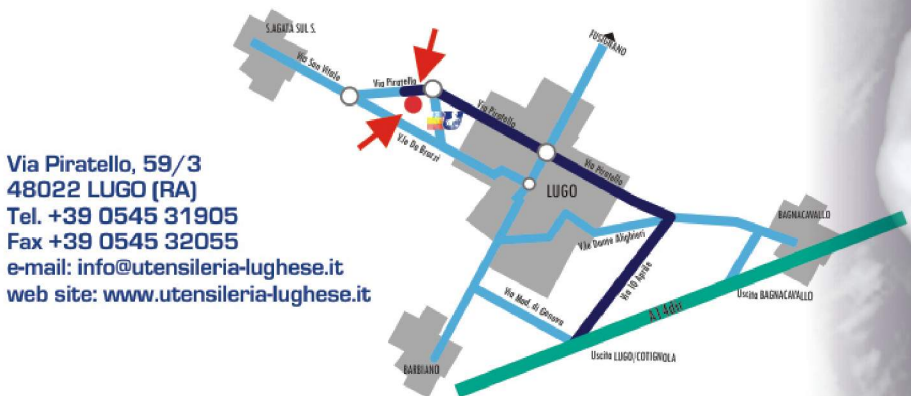 S.AGATA SUL S.
FUSIGNANO
Via San Vitale
Via Piratello
Via Piratello
V.le De Brozzi
Via Piratello
LUGO
Via Piratello, 59/3
48022 LUGO (RA)
Tel. +39 0545 31905
Fax +39 0545 32055
e-mail: info@utensileria-lughese.it
web site: www.utensileria-lughese.it
BAGNACAVALLO
V.le Dante Alighieri
Via 10 Aprile
Uscita BAGNACAVALLO
Via Mad. di Genova
A14dir
Uscita LUGO/COTIGNOLA
BARBIANO